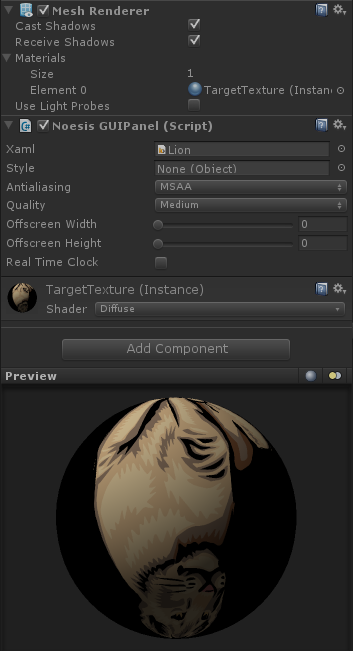 Mesh Renderer
Cast Shadows
Receive Shadows
Materials
Size 1
Element 0 TargetTexture (Instan
Use Light Probes
Noesis GUIPanel (Script)
Xaml Lion
Style None (Object)
Antialiasing MSAA
Quality Medium
Offscreen Width 0
Offscreen Height 0
Real Time Clock
TargetTexture (Instance)
Shader Diffuse
Add Component
Preview